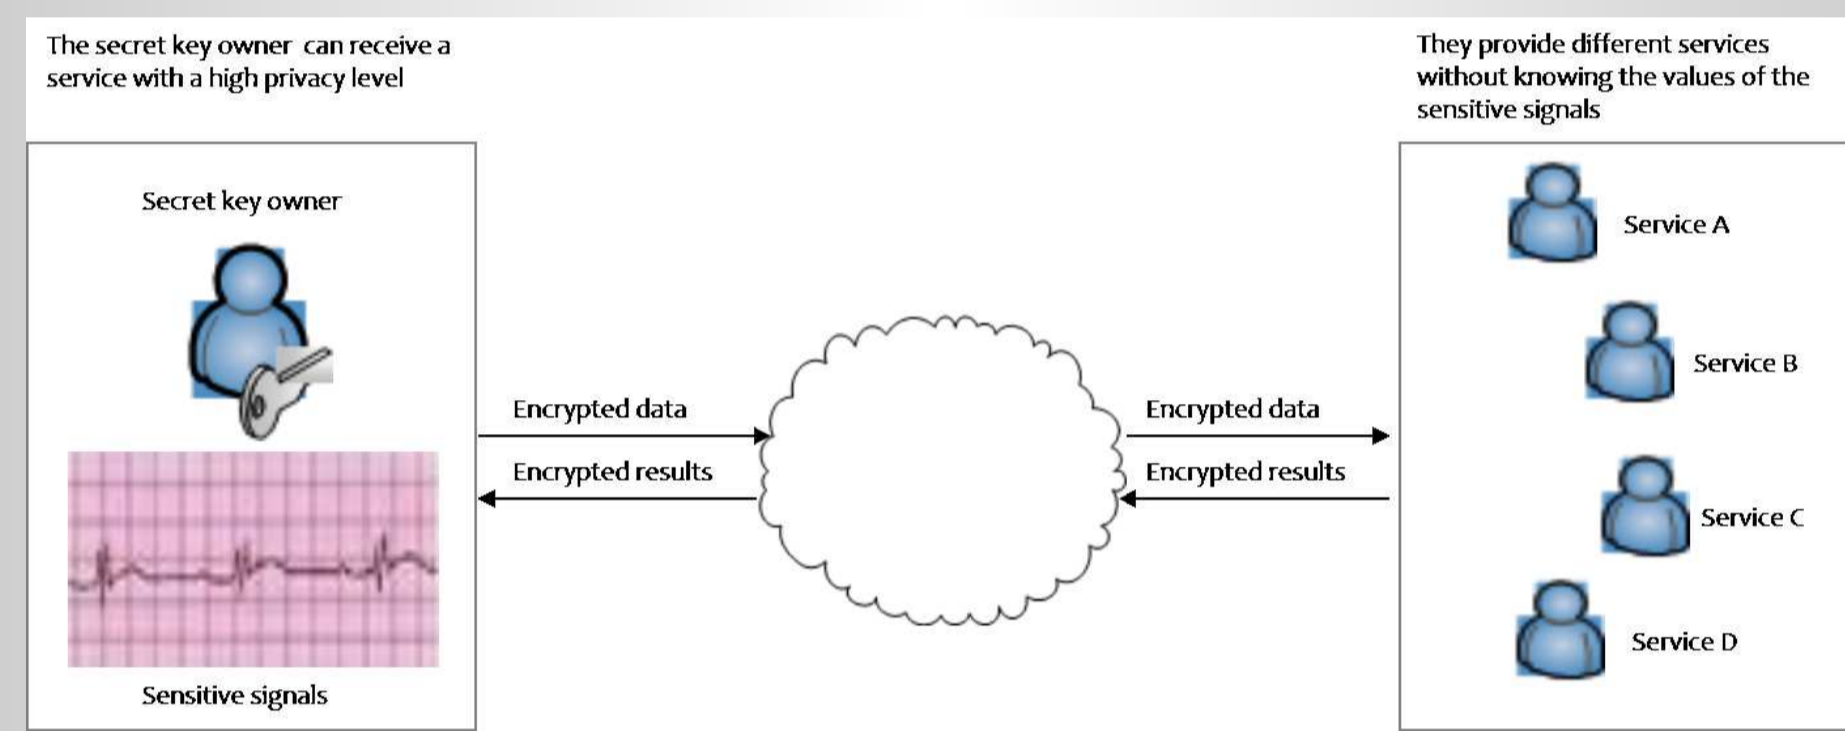 The secret key owner can receive a
service with a high privacy level
Secret key owner
Sensitive signals
Encrypted data
Encrypted results
Encrypted data
Encrypted results
They provide different services
without knowing the values of the
sensitive signals
Service A
Service B
Service C
Service D